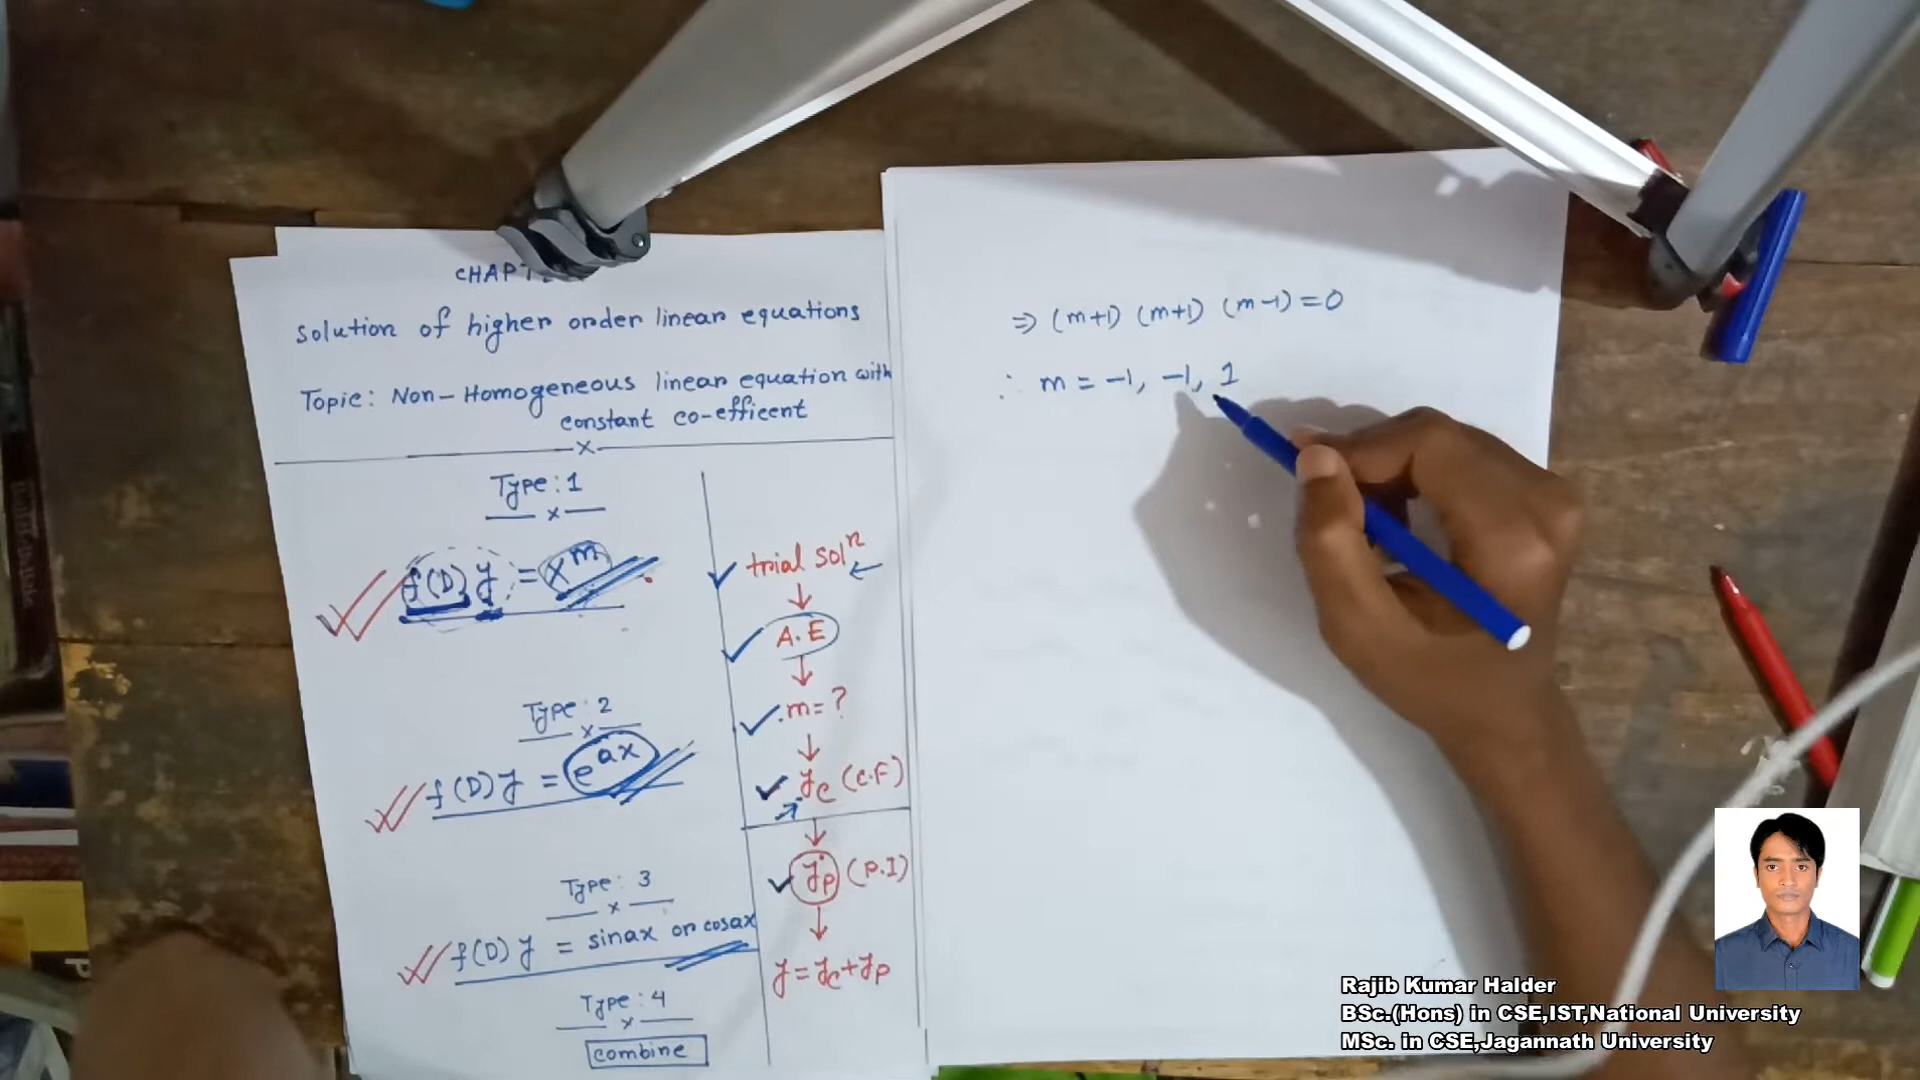 CHAPTE
Solution of higher order linear equations
Topic: Non-Homogeneous linear equation with
constant co-efficent
x
Type: 1
x
f(D) y = x^m
Type: 2
x
f(D) y = e^ax
Type: 3
x
f(D) y = sinax or cosax
Type: 4
x
combine
trial sol^n ←
↓
A.E
↓
m = ?
↓
y_c (C.F)
↓
y_p (P.I)
↓
y = y_c + y_p
⇒ (m+1) (m+1) (m-1) = 0
∴ m = -1, -1, 1
Rajib Kumar Halder
BSc.(Hons) in CSE,IST,National University
MSc. in CSE,Jagannath University